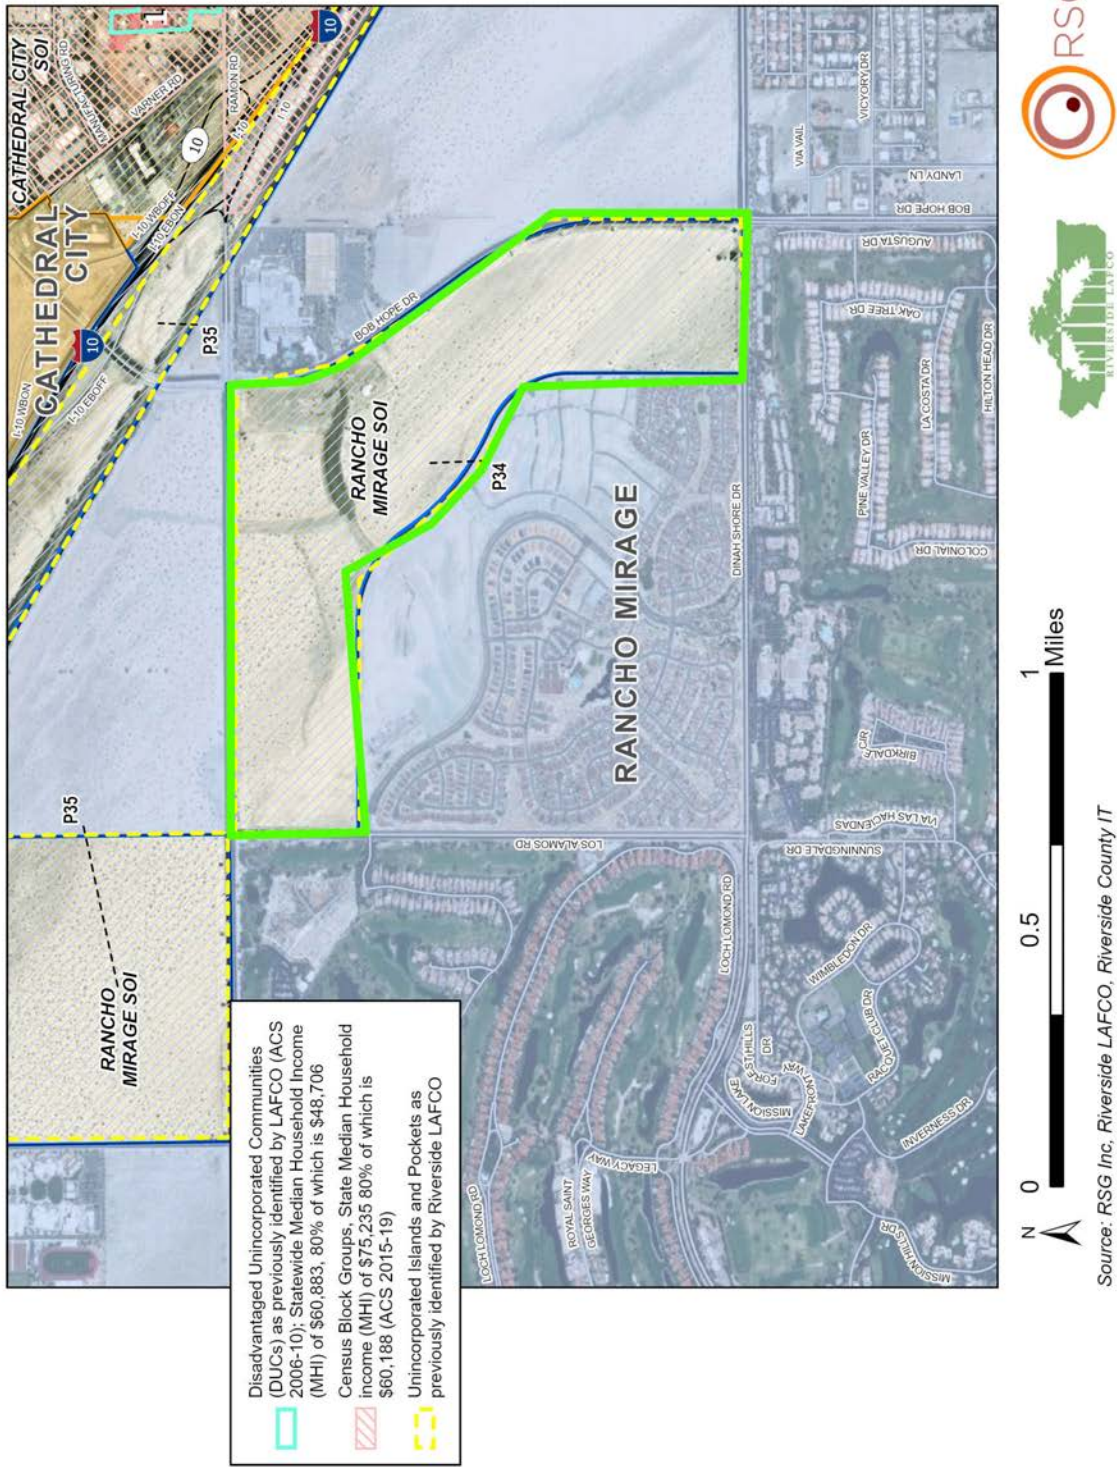 CATHEDRAL CITY
SOI
MANUFACTURING RD
VARNER RD
RAMON RD
10
I-10
I-10
CATHEDRAL
CITY
10
I-10 WBOFF
I-10 EBON
10
I-10 WBON
I-10 EBOFF
P35
P35
RANCHO
MIRAGE SOI
BOB HOPE DR
RANCHO
MIRAGE SOI
P34
RANCHO MIRAGE
DINAH SHORE DR
LOS ALAMOS RD
LOCH LOMOND RD
LOCH LOMOND RD
VIA VAIL
VICTORY DR
LANDY LN
BOB HOPE DR
AUGUSTA DR
OAK TREE DR
LA COSTA DR
HILTON HEAD DR
PINE VALLEY DR
COLONIAL DR
BIRKDALE CIR
VIA LAS HACIENDAS
SUNNINGDALE DR
WIMBLEDON DR
RACQUET CLUB DR
FOREST HILLS
DR
MISSION LAKE
LAKEFRONT WAY
INVERNESS DR
MISSION HILLS DR
LEGACY WAY
ROYAL SAINT
GEORGES WAY
Disadvantaged Unincorporated Communities
(DUCs) as previously identified by LAFCO (ACS
2006-10); Statewide Median Household Income
(MHI) of $60,883, 80% of which is $48,706
Census Block Groups, State Median Household
income (MHI) of $75,235 80% of which is
$60,188 (ACS 2015-19)
Unincorporated Islands and Pockets as
previously identified by Riverside LAFCO
N
0 0.5 1
Miles
RIVERSIDE LAFCO
RSG
Source: RSG Inc, Riverside LAFCO, Riverside County IT